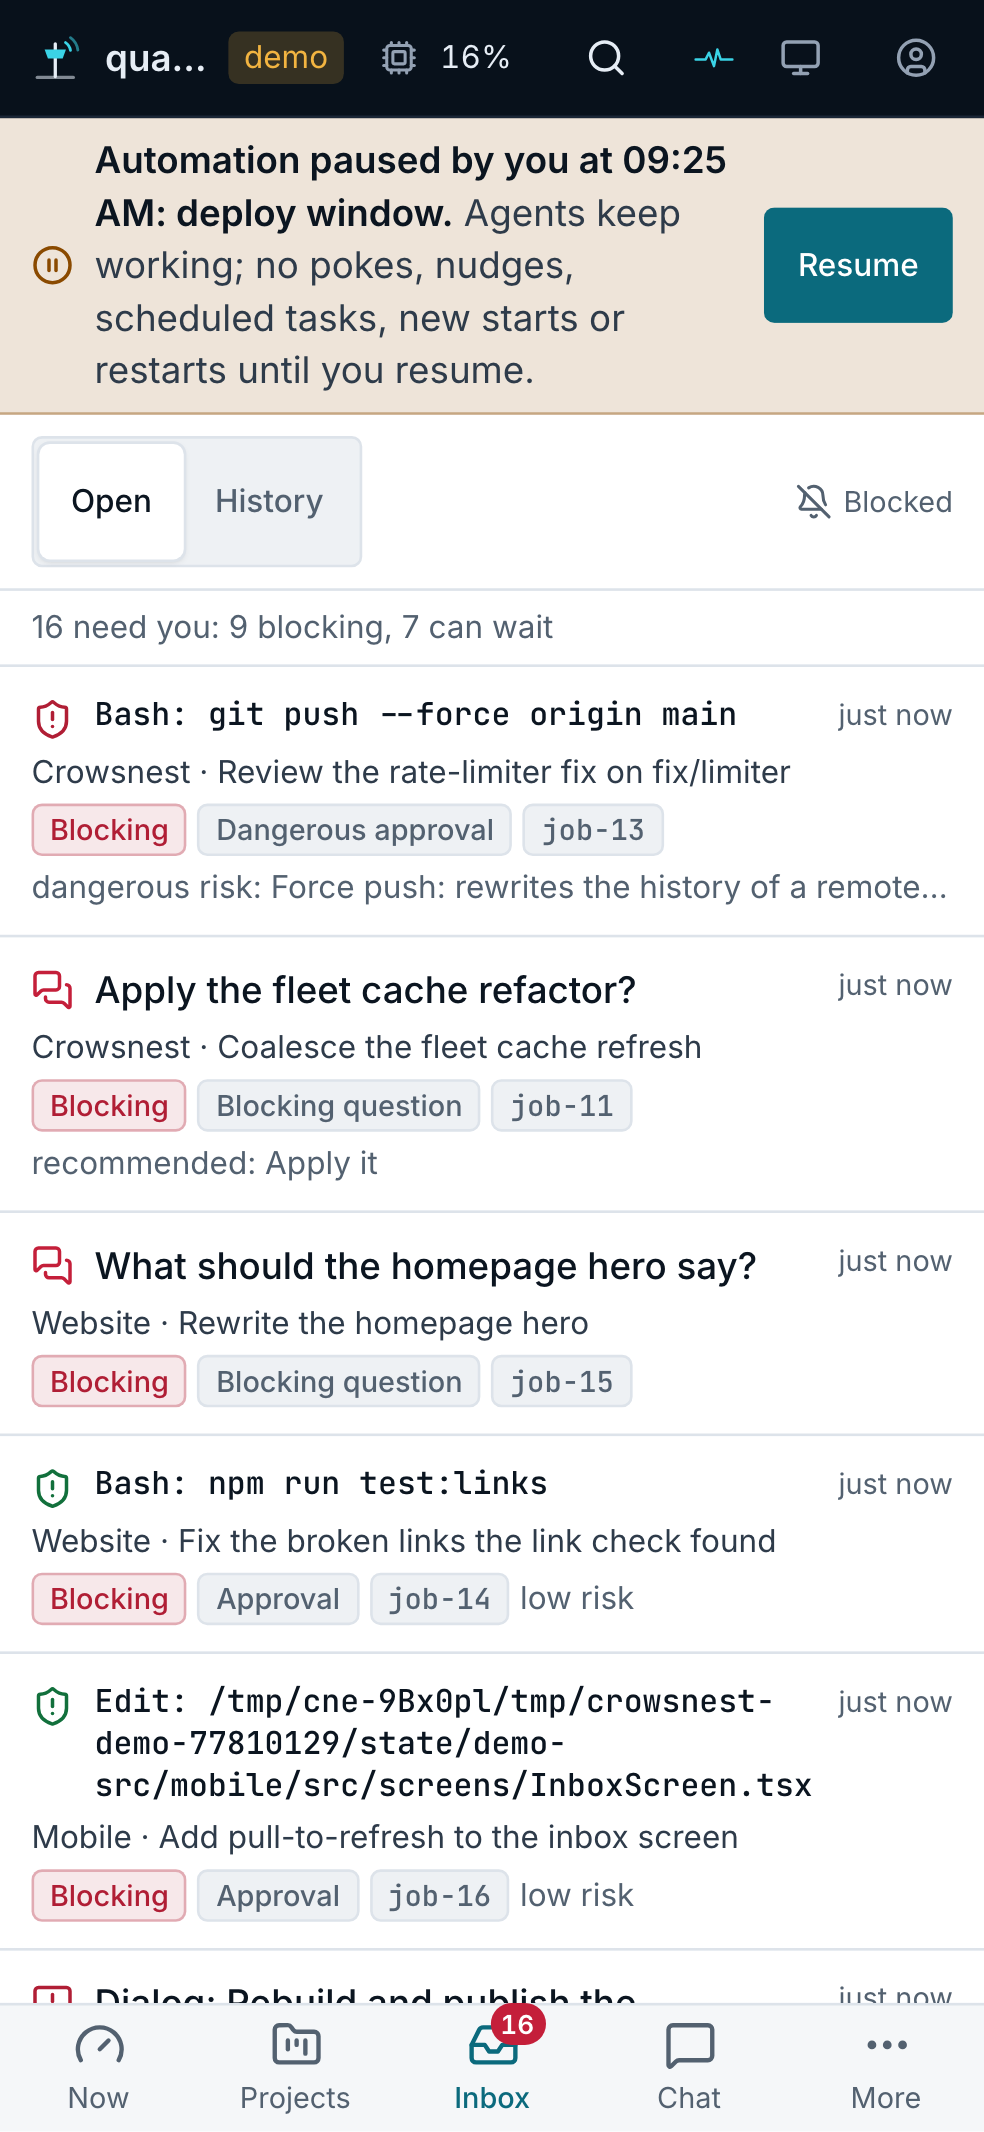 qua... demo 16%
Automation paused by you at 09:25
AM: deploy window. Agents keep
working; no pokes, nudges,
scheduled tasks, new starts or
restarts until you resume.
Resume
Open History Blocked
16 need you: 9 blocking, 7 can wait
Bash: git push --force origin main just now
Crowsnest · Review the rate-limiter fix on fix/limiter
Blocking Dangerous approval job-13
dangerous risk: Force push: rewrites the history of a remote...
Apply the fleet cache refactor? just now
Crowsnest · Coalesce the fleet cache refresh
Blocking Blocking question job-11
recommended: Apply it
What should the homepage hero say? just now
Website · Rewrite the homepage hero
Blocking Blocking question job-15
Bash: npm run test:links just now
Website · Fix the broken links the link check found
Blocking Approval job-14 low risk
Edit: /tmp/cne-9Bx0pl/tmp/crowsnest- just now
demo-77810129/state/demo-
src/mobile/src/screens/InboxScreen.tsx
Mobile · Add pull-to-refresh to the inbox screen
Blocking Approval job-16 low risk
Dialog: Rebuild and publish the just now
16
Now Projects Inbox Chat More